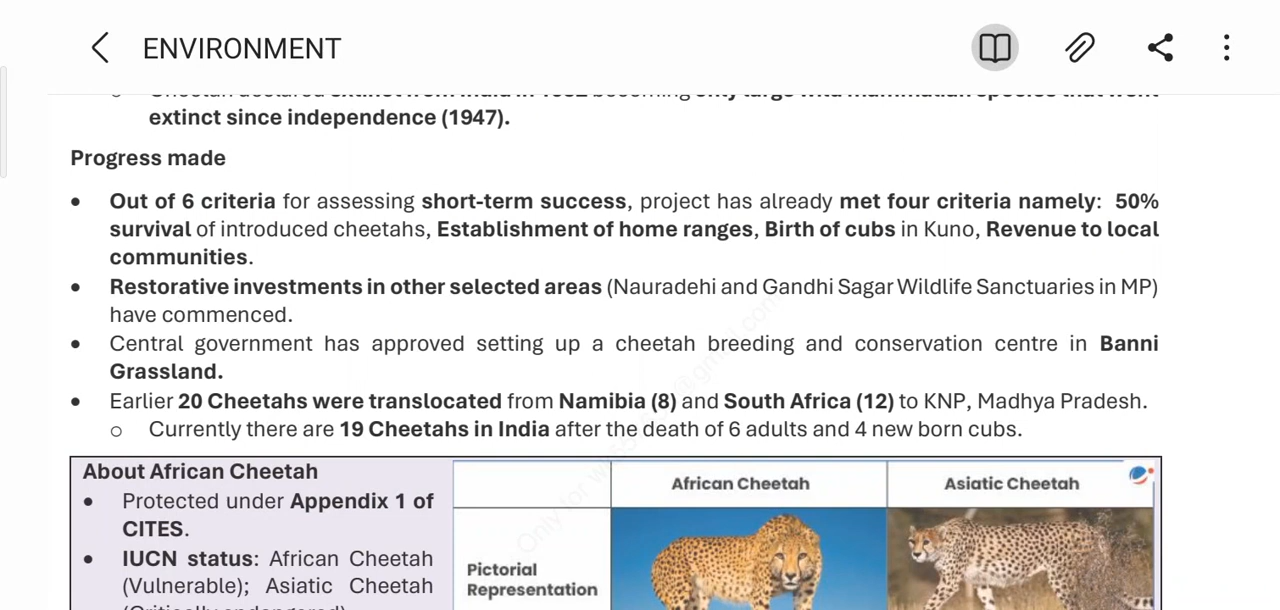 ENVIRONMENT
extinct since independence (1947).
Progress made
• Out of 6 criteria for assessing short-term success, project has already met four criteria namely: 50%
survival of introduced cheetahs, Establishment of home ranges, Birth of cubs in Kuno, Revenue to local
communities.
• Restorative investments in other selected areas (Nauradehi and Gandhi Sagar Wildlife Sanctuaries in MP)
have commenced.
• Central government has approved setting up a cheetah breeding and conservation centre in Banni
Grassland.
• Earlier 20 Cheetahs were translocated from Namibia (8) and South Africa (12) to KNP, Madhya Pradesh.
o Currently there are 19 Cheetahs in India after the death of 6 adults and 4 new born cubs.
About African Cheetah
• Protected under Appendix 1 of
CITES.
• IUCN status: African Cheetah
(Vulnerable); Asiatic Cheetah
African Cheetah
Asiatic Cheetah
Pictorial
Representation